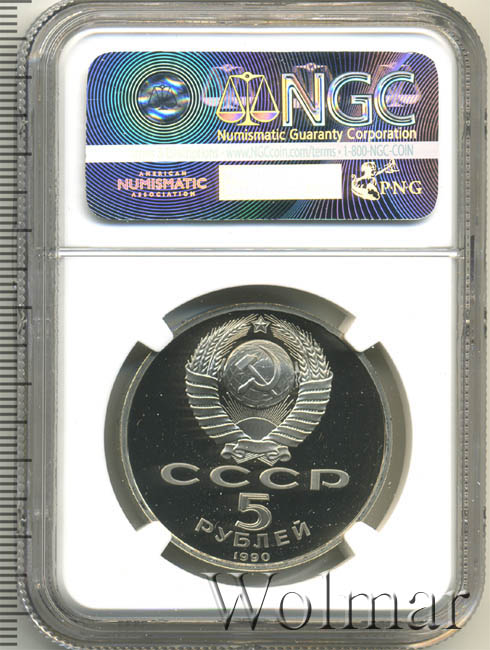 NGC
Numismatic Guaranty Corporation
www.NGCcoin.com/terms • 1-800-NGC-COIN
AMERICAN
NUMISMATIC
ASSOCIATION
PNG
СССР
5
РУБЛЕЙ
1990
Wolmar